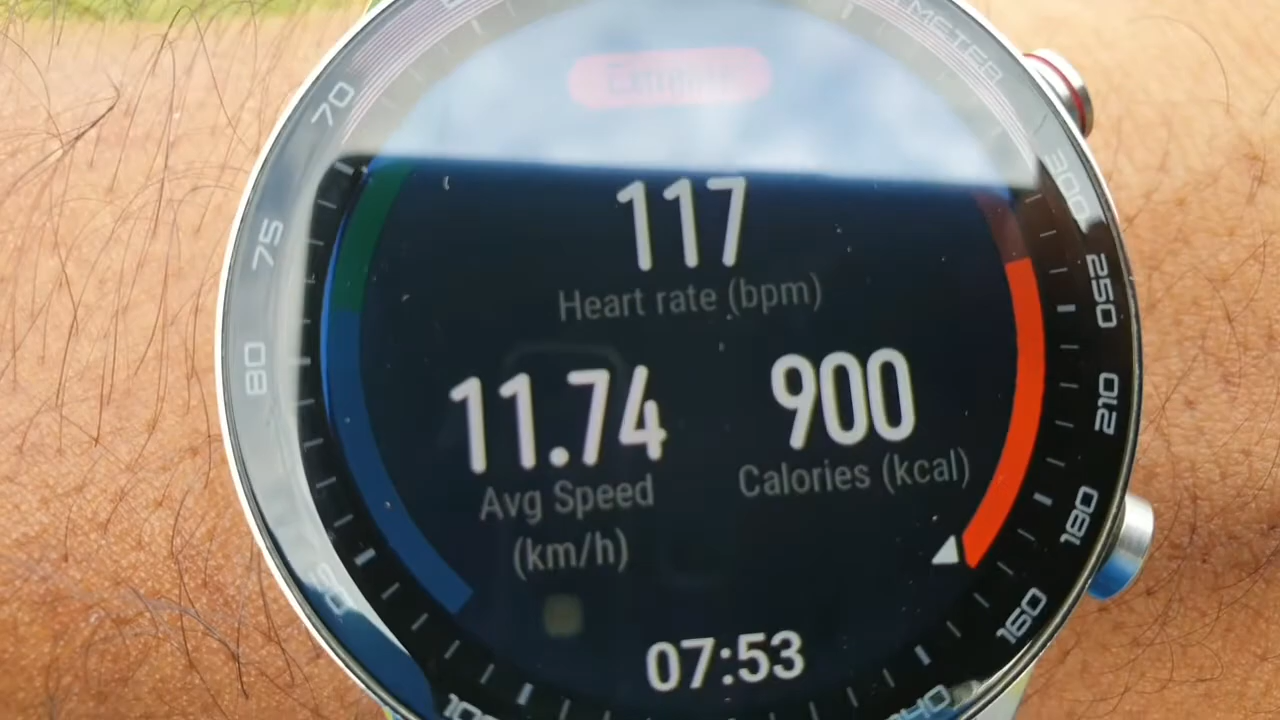 Extreme
117
Heart rate (bpm)
11.74
900
Avg Speed
(km/h)
Calories (kcal)
07:53
70
75
80
300
250
210
180
160